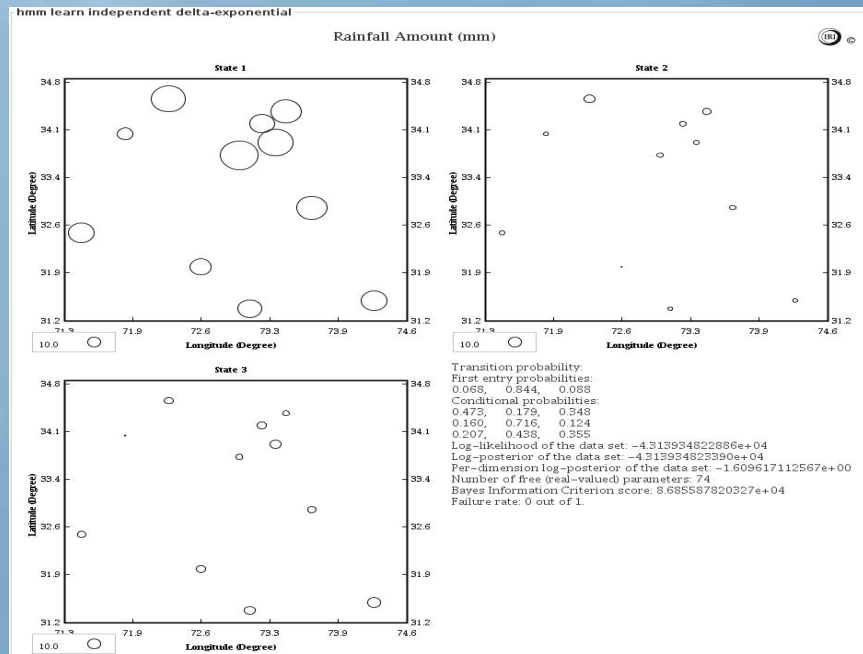 hmm learn independent delta-exponential
Rainfall Amount (mm)
IRI ©
State 1
34.8
34.1
33.4
32.6
31.9
31.2
Latitude (Degree)
34.8
34.1
33.4
32.6
31.9
31.2
71.3 71.9 72.6 73.3 73.9 74.6
Longitude (Degree)
10.0
State 2
34.8
34.1
33.4
32.6
31.9
31.2
Latitude (Degree)
34.8
34.1
33.4
32.6
31.9
31.2
71.3 71.9 72.6 73.3 73.9 74.6
Longitude (Degree)
10.0
State 3
34.8
34.1
33.4
32.6
31.9
31.2
Latitude (Degree)
34.8
34.1
33.4
32.6
31.9
31.2
71.3 71.9 72.6 73.3 73.9 74.6
Longitude (Degree)
10.0
Transition probability:
First entry probabilities:
0.068, 0.844, 0.088
Conditional probabilities:
0.473, 0.179, 0.348
0.160, 0.716, 0.124
0.207, 0.438, 0.355
Log-likelihood of the data set: -4.313934822886e+04
Log-posterior of the data set: -4.313934823390e+04
Per-dimension log-posterior of the data set: -1.609617112567e+00
Number of free (real-valued) parameters: 74
Bayes Information Criterion score: 8.685587820327e+04
Failure rate: 0 out of 1.